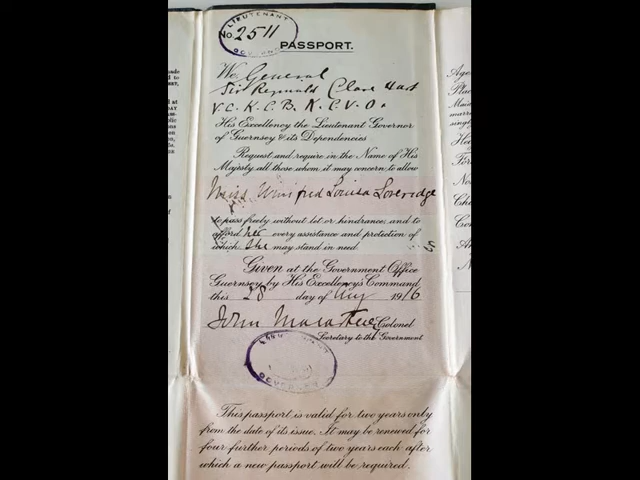 LIEUTENANT
No. 2511
GOVERNOR
PASSPORT.
We General
Sir Reginald Clare Hart
V.C. K.C.B. K.C.V.O.
His Excellency the Lieutenant Governor
of Guernsey & its Dependencies
Request and require in the Name of His
Majesty all those whom it may concern to allow
Miss Winifred Louisa Loveridge
to pass freely without let or hindrance, and to
afford her every assistance and protection of
which She may stand in need.
Given at the Government Office
Guernsey by His Excellency's Command
this 28 day of Aug 1916
John Macartney Colonel
Secretary to the Government
GOVERNOR
This passport is valid for two years only
from the date of its issue. It may be renewed for
four further periods of two years each after
which a new passport will be required.